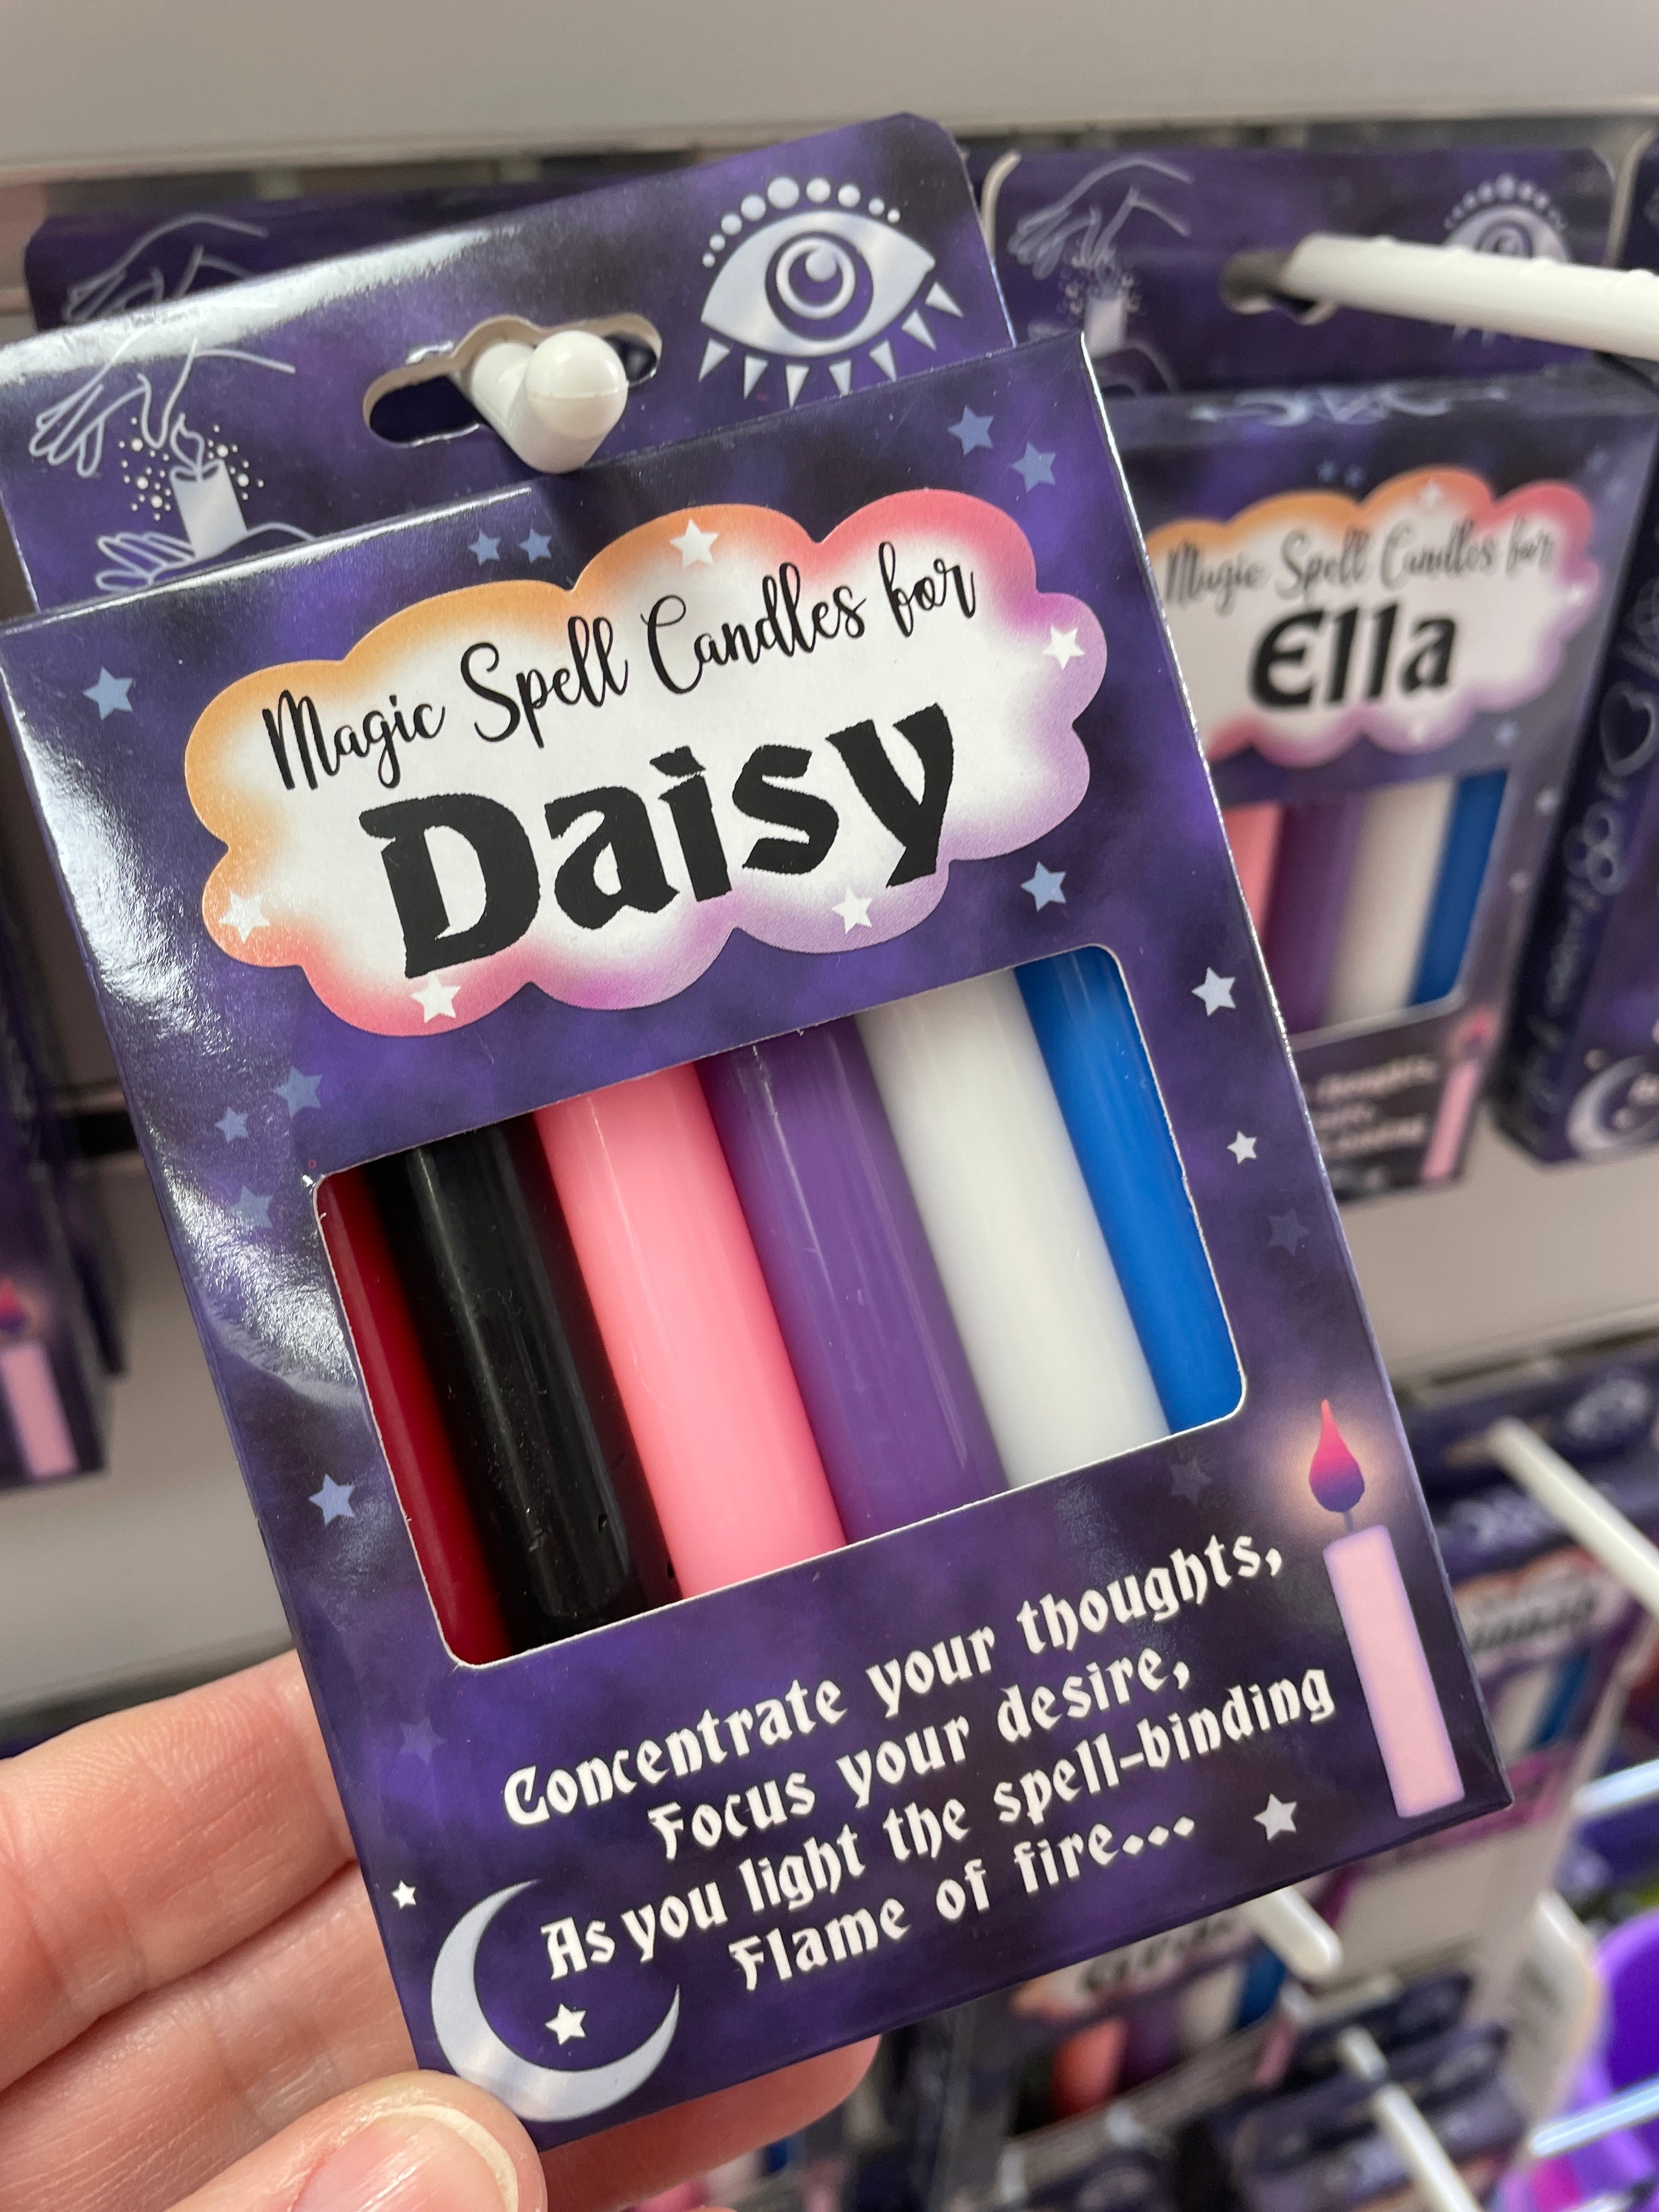 Magic Spell Candles for
Daisy
Concentrate your thoughts,
Focus your desire,
As you light the spell-binding
Flame of fire...
Magic Spell Candles for
Ella
thoughts,